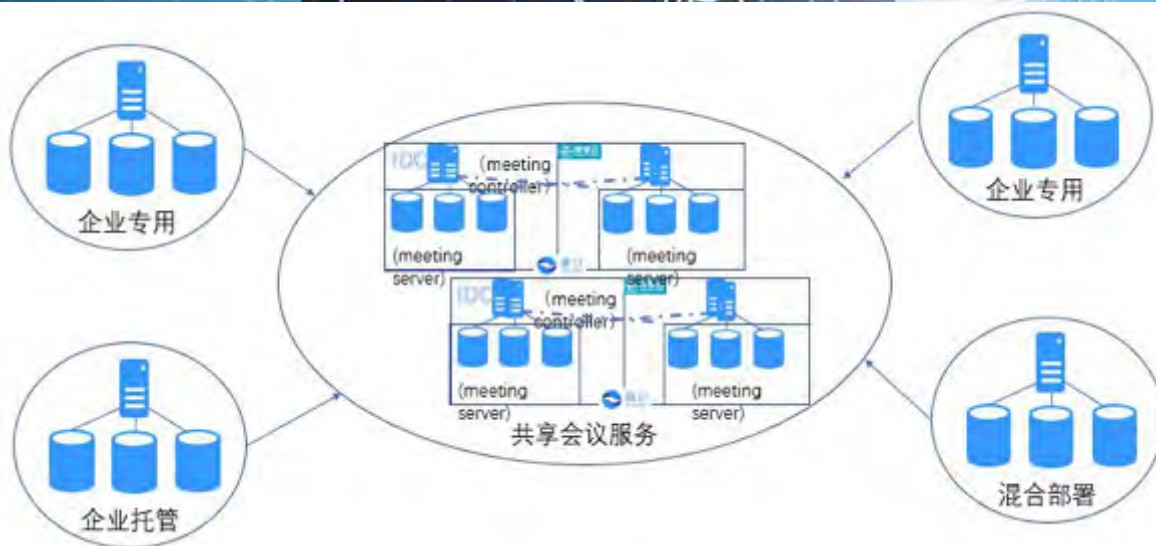 企业专用
企业专用
IDC
(meeting
controller)
(meeting
server)
(meeting
server)
IDC
(meeting
controller)
(meeting
server)
(meeting
server)
共享会议服务
企业托管
混合部署